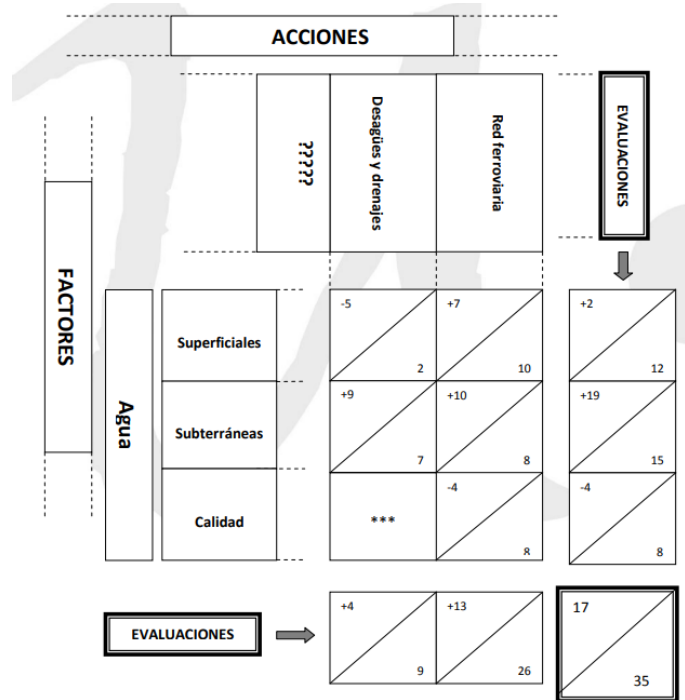 ACCIONES
?????
Desagües y drenajes
Red ferroviaria
EVALUACIONES
FACTORES
Agua
Superficiales
-5
2
+7
10
+2
12
Subterráneas
+9
7
+10
8
+19
15
Calidad
***
-4
8
-4
8
EVALUACIONES
+4
9
+13
26
17
35